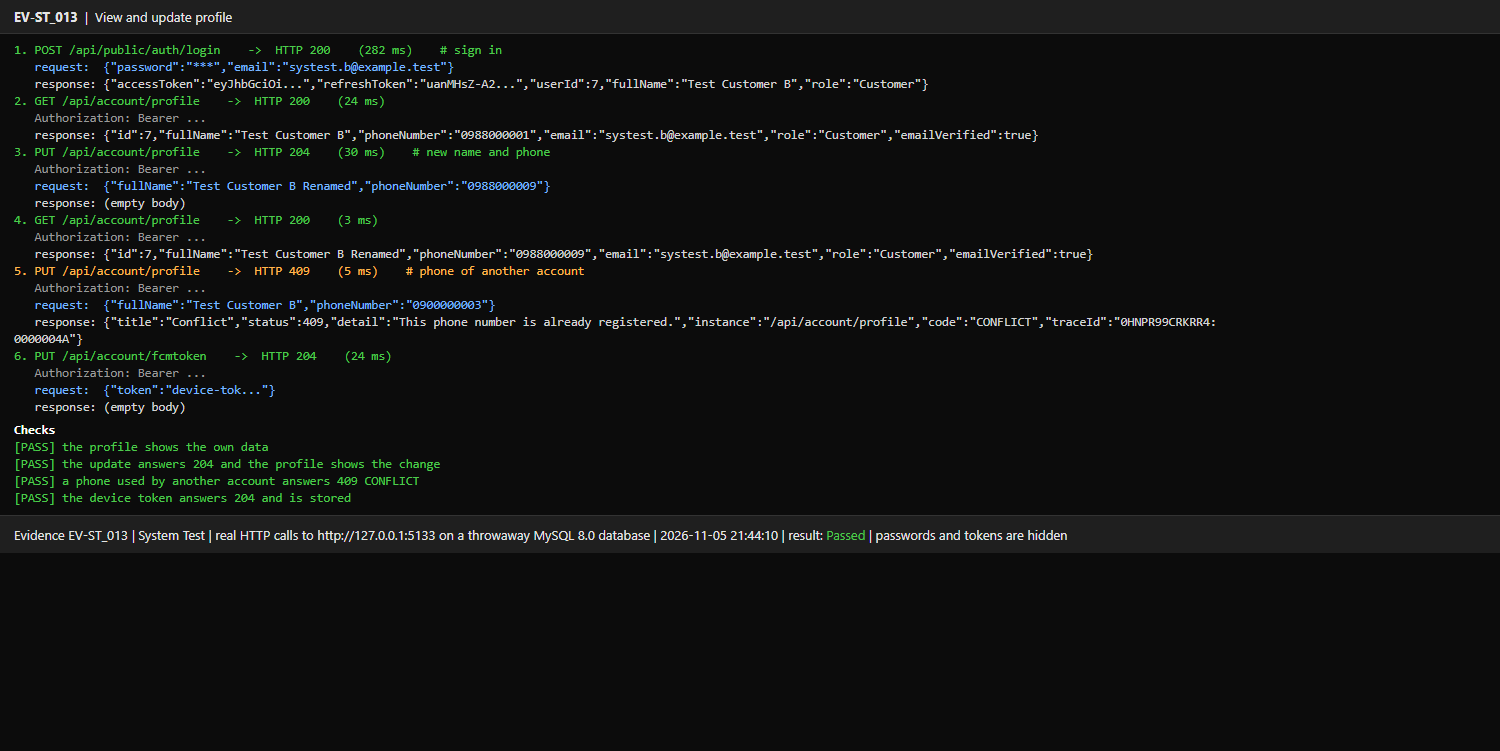 EV-ST_013 | View and update profile
1. POST /api/public/auth/login -> HTTP 200 (282 ms) # sign in
request: {"password":"***","email":"systest.b@example.test"}
response: {"accessToken":"eyJhbGciOi...","refreshToken":"uanMHsZ-A2...","userId":7,"fullName":"Test Customer B","role":"Customer"}
2. GET /api/account/profile -> HTTP 200 (24 ms)
Authorization: Bearer ...
response: {"id":7,"fullName":"Test Customer B","phoneNumber":"0988000001","email":"systest.b@example.test","role":"Customer","emailVerified":true}
3. PUT /api/account/profile -> HTTP 204 (30 ms) # new name and phone
Authorization: Bearer ...
request: {"fullName":"Test Customer B Renamed","phoneNumber":"0988000009"}
response: (empty body)
4. GET /api/account/profile -> HTTP 200 (3 ms)
Authorization: Bearer ...
response: {"id":7,"fullName":"Test Customer B Renamed","phoneNumber":"0988000009","email":"systest.b@example.test","role":"Customer","emailVerified":true}
5. PUT /api/account/profile -> HTTP 409 (5 ms) # phone of another account
Authorization: Bearer ...
request: {"fullName":"Test Customer B","phoneNumber":"0900000003"}
response: {"title":"Conflict","status":409,"detail":"This phone number is already registered.","instance":"/api/account/profile","code":"CONFLICT","traceId":"0HNPR99CRKRR4:
0000004A"}
6. PUT /api/account/fcmtoken -> HTTP 204 (24 ms)
Authorization: Bearer ...
request: {"token":"device-tok..."}
response: (empty body)
Checks
[PASS] the profile shows the own data
[PASS] the update answers 204 and the profile shows the change
[PASS] a phone used by another account answers 409 CONFLICT
[PASS] the device token answers 204 and is stored
Evidence EV-ST_013 | System Test | real HTTP calls to http://127.0.0.1:5133 on a throwaway MySQL 8.0 database | 2026-11-05 21:44:10 | result: Passed | passwords and tokens are hidden